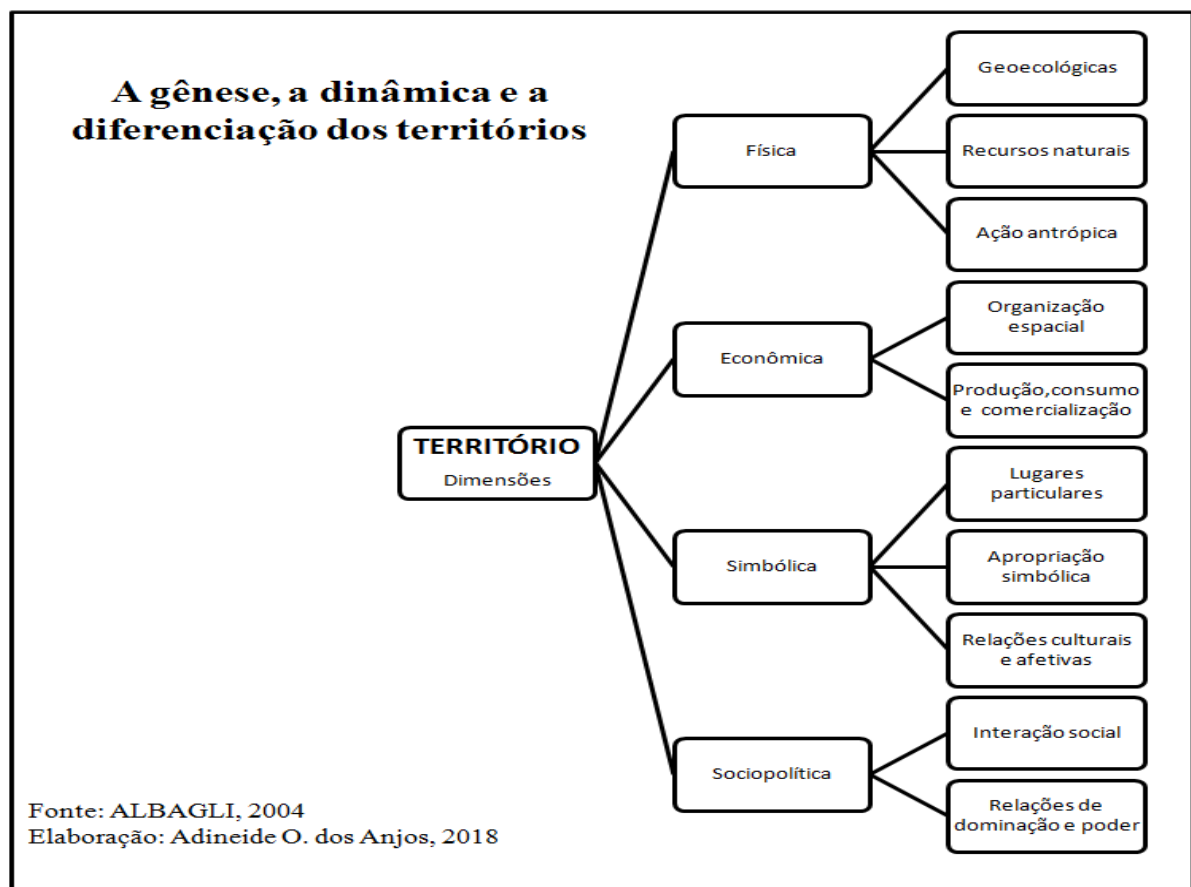 A gênese, a dinâmica e a
diferenciação dos territórios
TERRITÓRIO
Dimensões
Física
Geoecológicas
Recursos naturais
Ação antrópica
Econômica
Organização
espacial
Produção,consumo
e comercialização
Simbólica
Lugares
particulares
Apropriação
simbólica
Relações culturais
e afetivas
Sociopolítica
Interação social
Relações de
dominação e poder
Fonte: ALBAGLI, 2004
Elaboração: Adineide O. dos Anjos, 2018